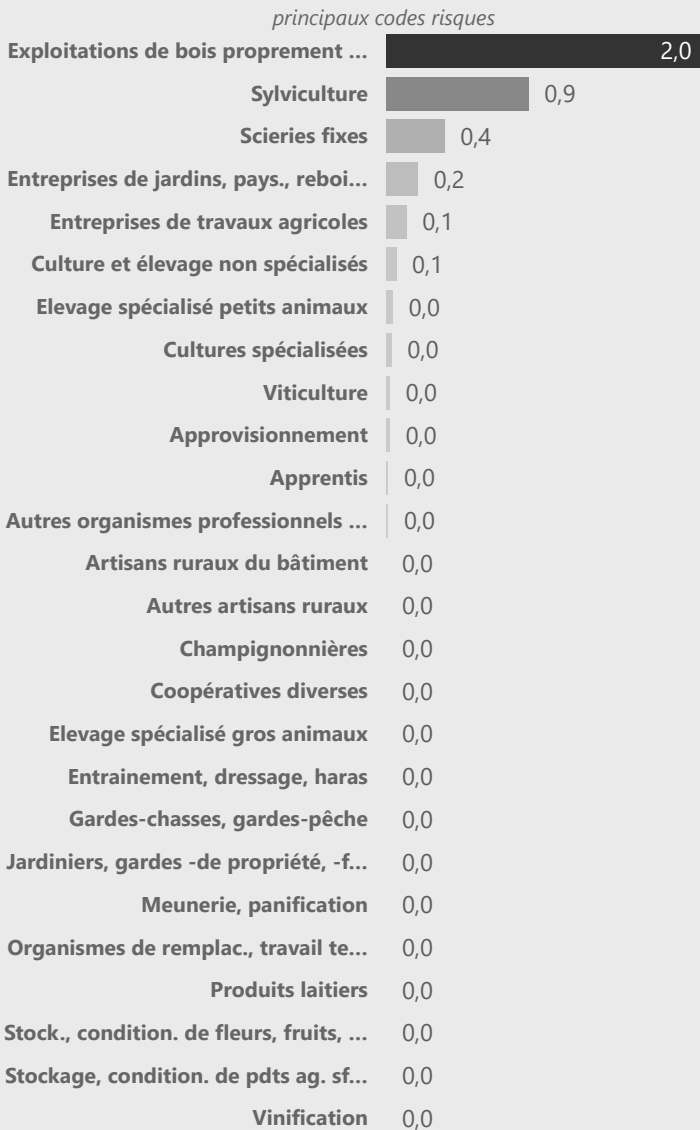 principaux codes risques
Exploitations de bois proprement … 2,0
Sylviculture 0,9
Scieries fixes 0,4
Entreprises de jardins, pays., reboi… 0,2
Entreprises de travaux agricoles 0,1
Culture et élevage non spécialisés 0,1
Elevage spécialisé petits animaux 0,0
Cultures spécialisées 0,0
Viticulture 0,0
Approvisionnement 0,0
Apprentis 0,0
Autres organismes professionnels … 0,0
Artisans ruraux du bâtiment 0,0
Autres artisans ruraux 0,0
Champignonnières 0,0
Coopératives diverses 0,0
Elevage spécialisé gros animaux 0,0
Entrainement, dressage, haras 0,0
Gardes-chasses, gardes-pêche 0,0
Jardiniers, gardes -de propriété, -f… 0,0
Meunerie, panification 0,0
Organismes de remplac., travail te… 0,0
Produits laitiers 0,0
Stock., condition. de fleurs, fruits, … 0,0
Stockage, condition. de pdts ag. sf… 0,0
Vinification 0,0